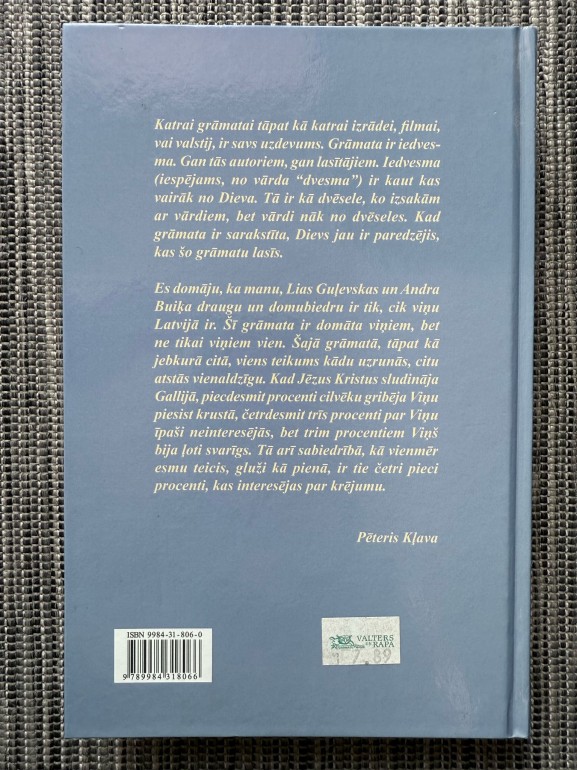 Katrai grāmatai tāpat kā katrai izrādei, filmai,
vai valstij, ir savs uzdevums. Grāmata ir iedves-
ma. Gan tās autoriem, gan lasītājiem. Iedvesma
(iespējams, no vārda “dvesma”) ir kaut kas
vairāk no Dieva. Tā ir kā dvēsele, ko izsakām
ar vārdiem, bet vārdi nāk no dvēseles. Kad
grāmata ir sarakstīta, Dievs jau ir paredzējis,
kas šo grāmatu lasīs.
Es domāju, ka manu, Lias Guļevskas un Andra
Buiķa draugu un domubiedru ir tik, cik viņu
Latvijā ir. Šī grāmata ir domāta viņiem, bet
ne tikai viņiem vien. Šajā grāmatā, tāpat kā
jebkurā citā, viens teikums kādu uzrunās, citu
atstās vienaldzīgu. Kad Jēzus Kristus sludināja
Gallijā, piecdesmit procenti cilvēku gribēja Viņu
piesist krustā, četrdesmit trīs procenti par Viņu
īpaši neinteresējās, bet trim procentiem Viņš
bija ļoti svarīgs. Tā arī sabiedrībā, kā vienmēr
esmu teicis, gluži kā pienā, ir tie četri pieci
procenti, kas interesējas par krējumu.
Pēteris Kļava
ISBN 9984-31-806-0
9 789984 318066
VALTERS
UN RAPA
7.89